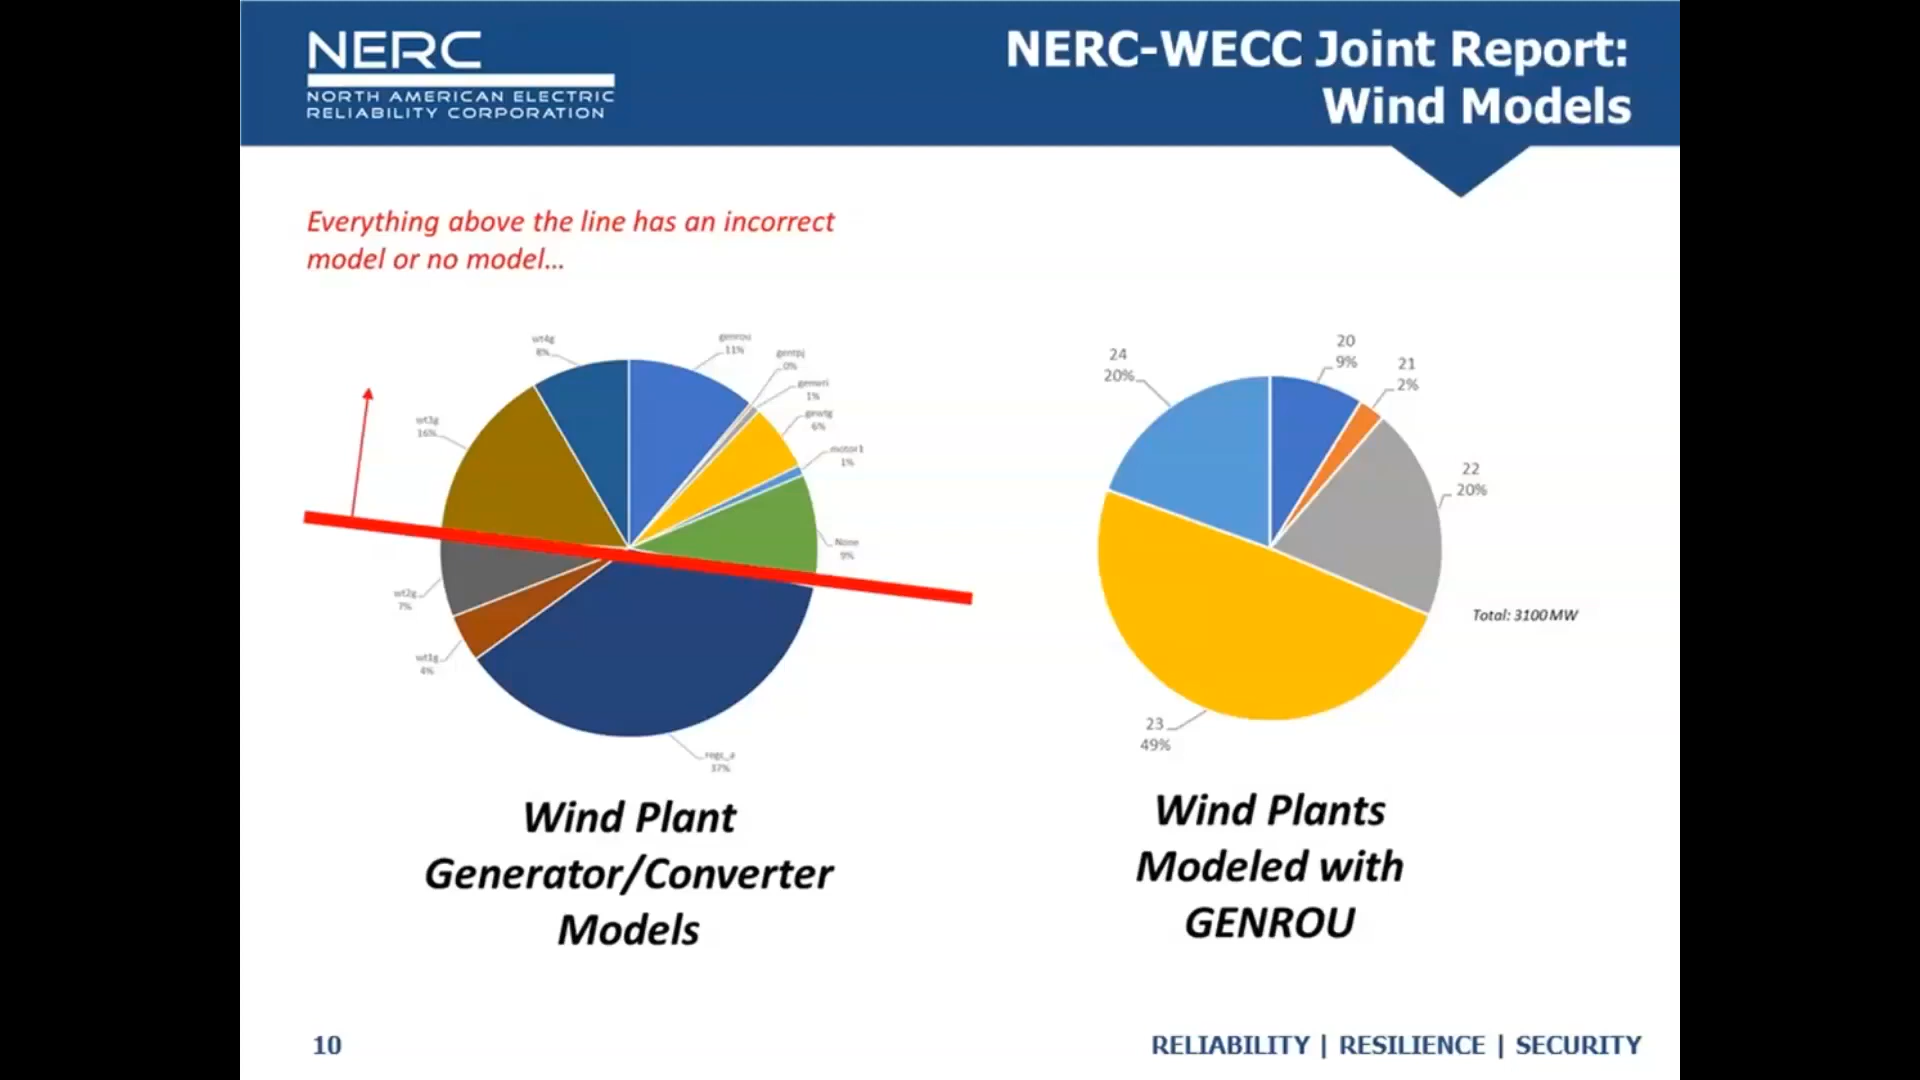 NERC
NORTH AMERICAN ELECTRIC
RELIABILITY CORPORATION
NERC-WECC Joint Report:
Wind Models
Everything above the line has an incorrect
model or no model...
wt4g
8%
genrou
11%
gentpj
0%
genwri
1%
gewtg
6%
motor1
1%
None
9%
wt3g
16%
wt2g
7%
wt1g
4%
regc_a
37%
Wind Plant
Generator/Converter
Models
20
9%
21
2%
22
20%
24
20%
23
49%
Total: 3100MW
Wind Plants
Modeled with
GENROU
10
RELIABILITY | RESILIENCE | SECURITY